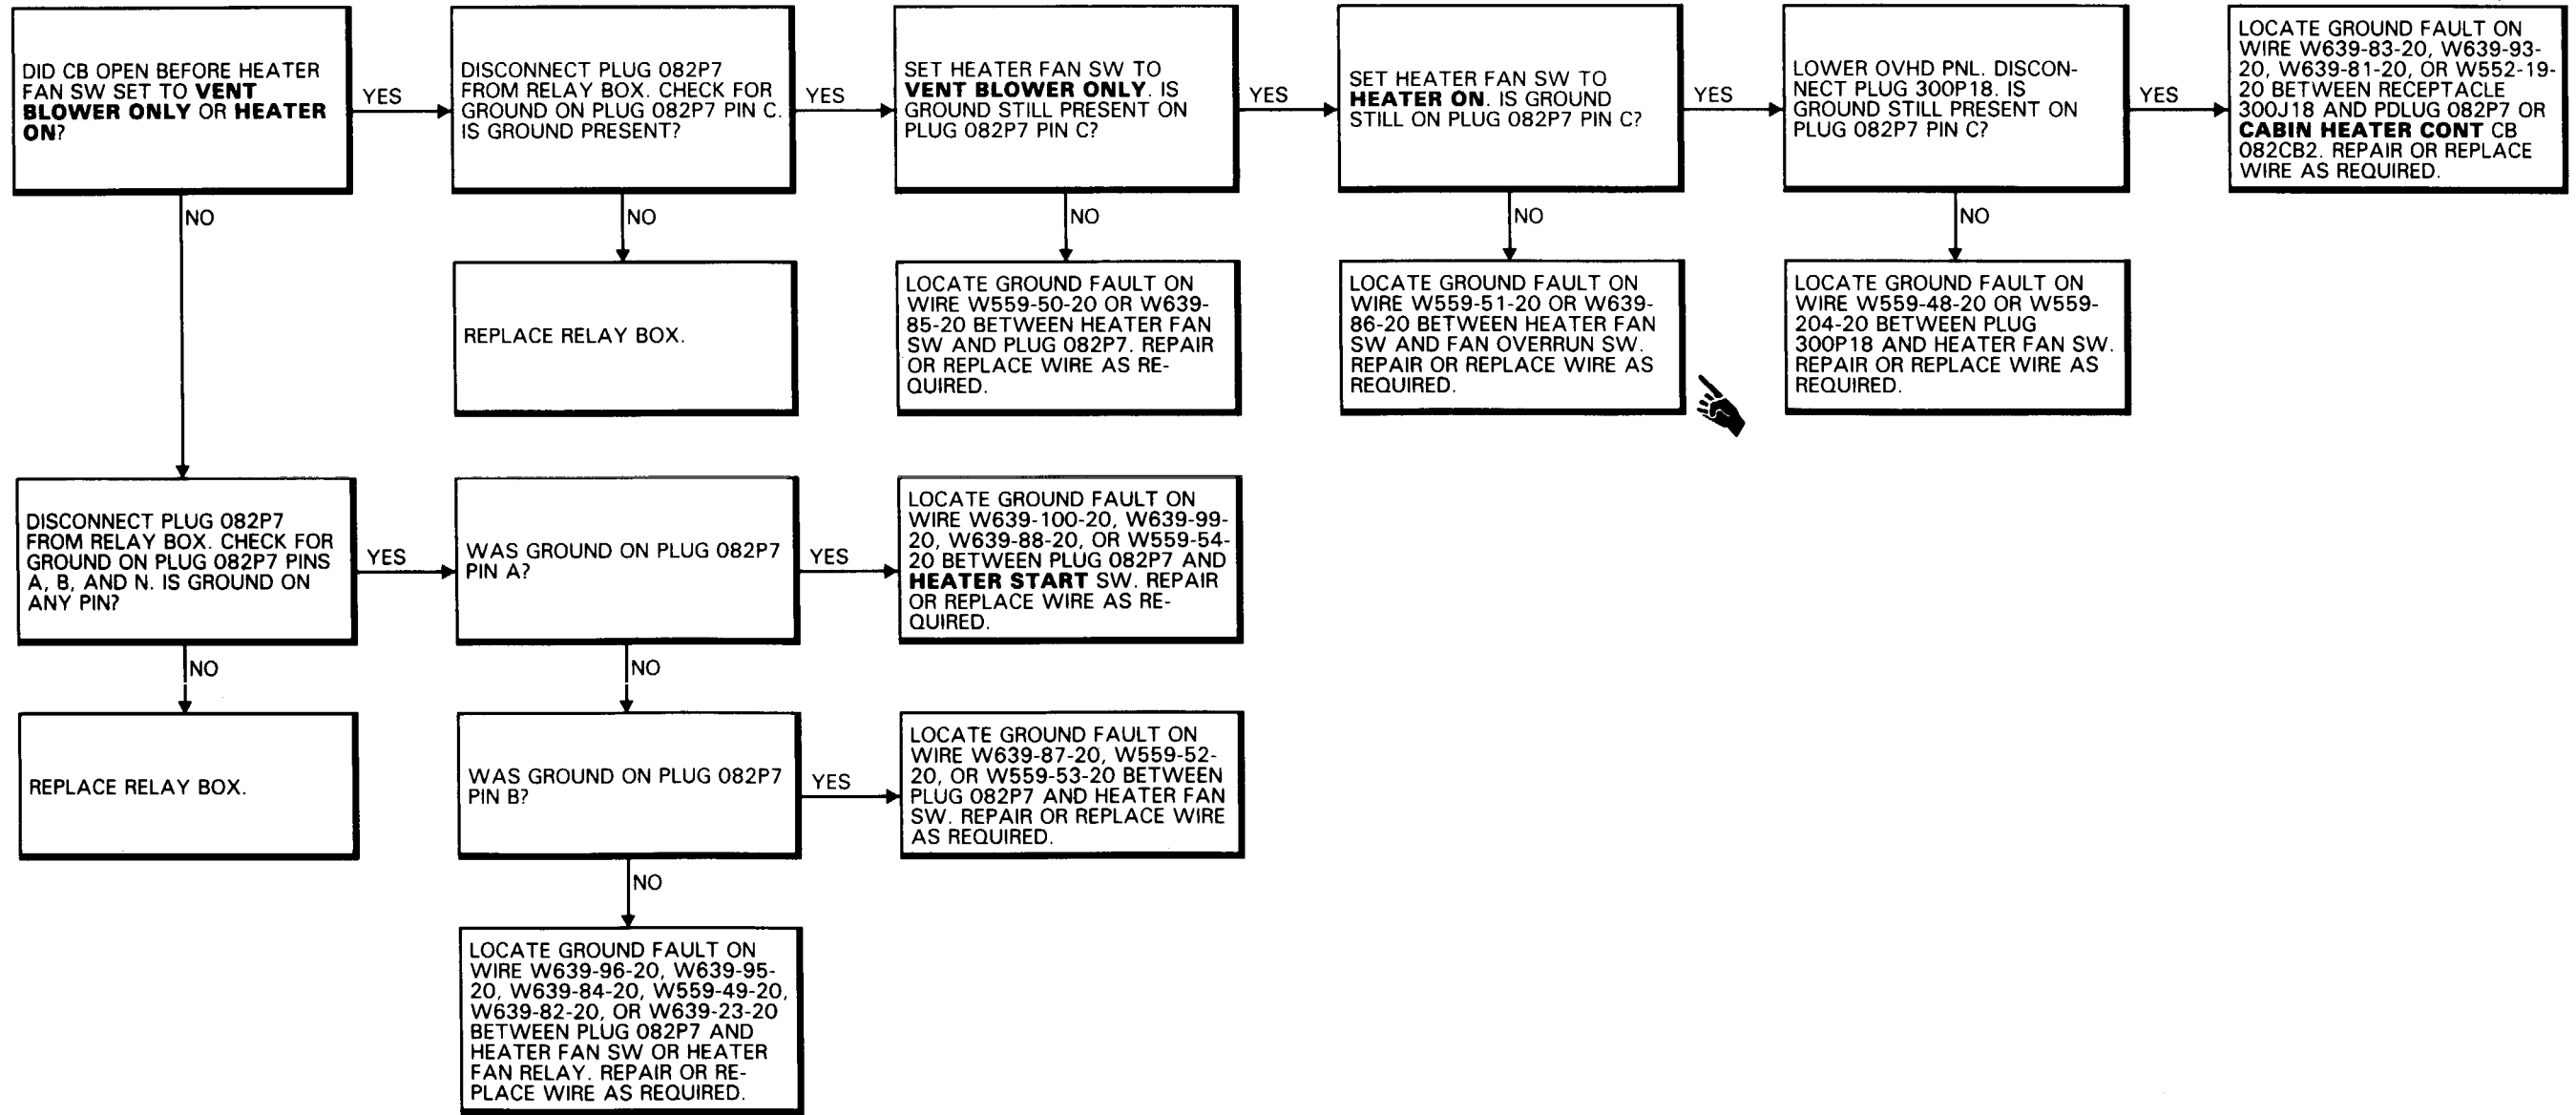 DID CB OPEN BEFORE HEATER
FAN SW SET TO VENT
BLOWER ONLY OR HEATER
ON?
YES
DISCONNECT PLUG 082P7
FROM RELAY BOX. CHECK FOR
GROUND ON PLUG 082P7 PIN C.
IS GROUND PRESENT?
YES
SET HEATER FAN SW TO
VENT BLOWER ONLY. IS
GROUND STILL PRESENT ON
PLUG 082P7 PIN C?
YES
SET HEATER FAN SW TO
HEATER ON. IS GROUND
STILL ON PLUG 082P7 PIN C?
YES
LOWER OVHD PNL. DISCON-
NECT PLUG 300P18. IS
GROUND STILL PRESENT ON
PLUG 082P7 PIN C?
YES
LOCATE GROUND FAULT ON
WIRE W639-83-20, W639-93-
20, W639-81-20, OR W552-19-
20 BETWEEN RECEPTACLE
300J18 AND PDLUG 082P7 OR
CABIN HEATER CONT CB
082CB2. REPAIR OR REPLACE
WIRE AS REQUIRED.
NO
NO
NO
NO
NO
REPLACE RELAY BOX.
LOCATE GROUND FAULT ON
WIRE W559-50-20 OR W639-
85-20 BETWEEN HEATER FAN
SW AND PLUG 082P7. REPAIR
OR REPLACE WIRE AS RE-
QUIRED.
LOCATE GROUND FAULT ON
WIRE W559-51-20 OR W639-
86-20 BETWEEN HEATER FAN
SW AND FAN OVERRUN SW.
REPAIR OR REPLACE WIRE AS
REQUIRED.
LOCATE GROUND FAULT ON
WIRE W559-48-20 OR W559-
204-20 BETWEEN PLUG
300P18 AND HEATER FAN SW.
REPAIR OR REPLACE WIRE AS
REQUIRED.
DISCONNECT PLUG 082P7
FROM RELAY BOX. CHECK FOR
GROUND ON PLUG 082P7 PINS
A, B, AND N. IS GROUND ON
ANY PIN?
YES
WAS GROUND ON PLUG 082P7
PIN A?
YES
LOCATE GROUND FAULT ON
WIRE W639-100-20, W639-99-
20, W639-88-20, OR W559-54-
20 BETWEEN PLUG 082P7 AND
HEATER START SW. REPAIR
OR REPLACE WIRE AS RE-
QUIRED.
NO
NO
REPLACE RELAY BOX.
WAS GROUND ON PLUG 082P7
PIN B?
YES
LOCATE GROUND FAULT ON
WIRE W639-87-20, W559-52-
20, OR W559-53-20 BETWEEN
PLUG 082P7 AND HEATER FAN
SW. REPAIR OR REPLACE WIRE
AS REQUIRED.
NO
LOCATE GROUND FAULT ON
WIRE W639-96-20, W639-95-
20, W639-84-20, W559-49-20,
W639-82-20, OR W639-23-20
BETWEEN PLUG 082P7 AND
HEATER FAN SW OR HEATER
FAN RELAY. REPAIR OR RE-
PLACE WIRE AS REQUIRED.